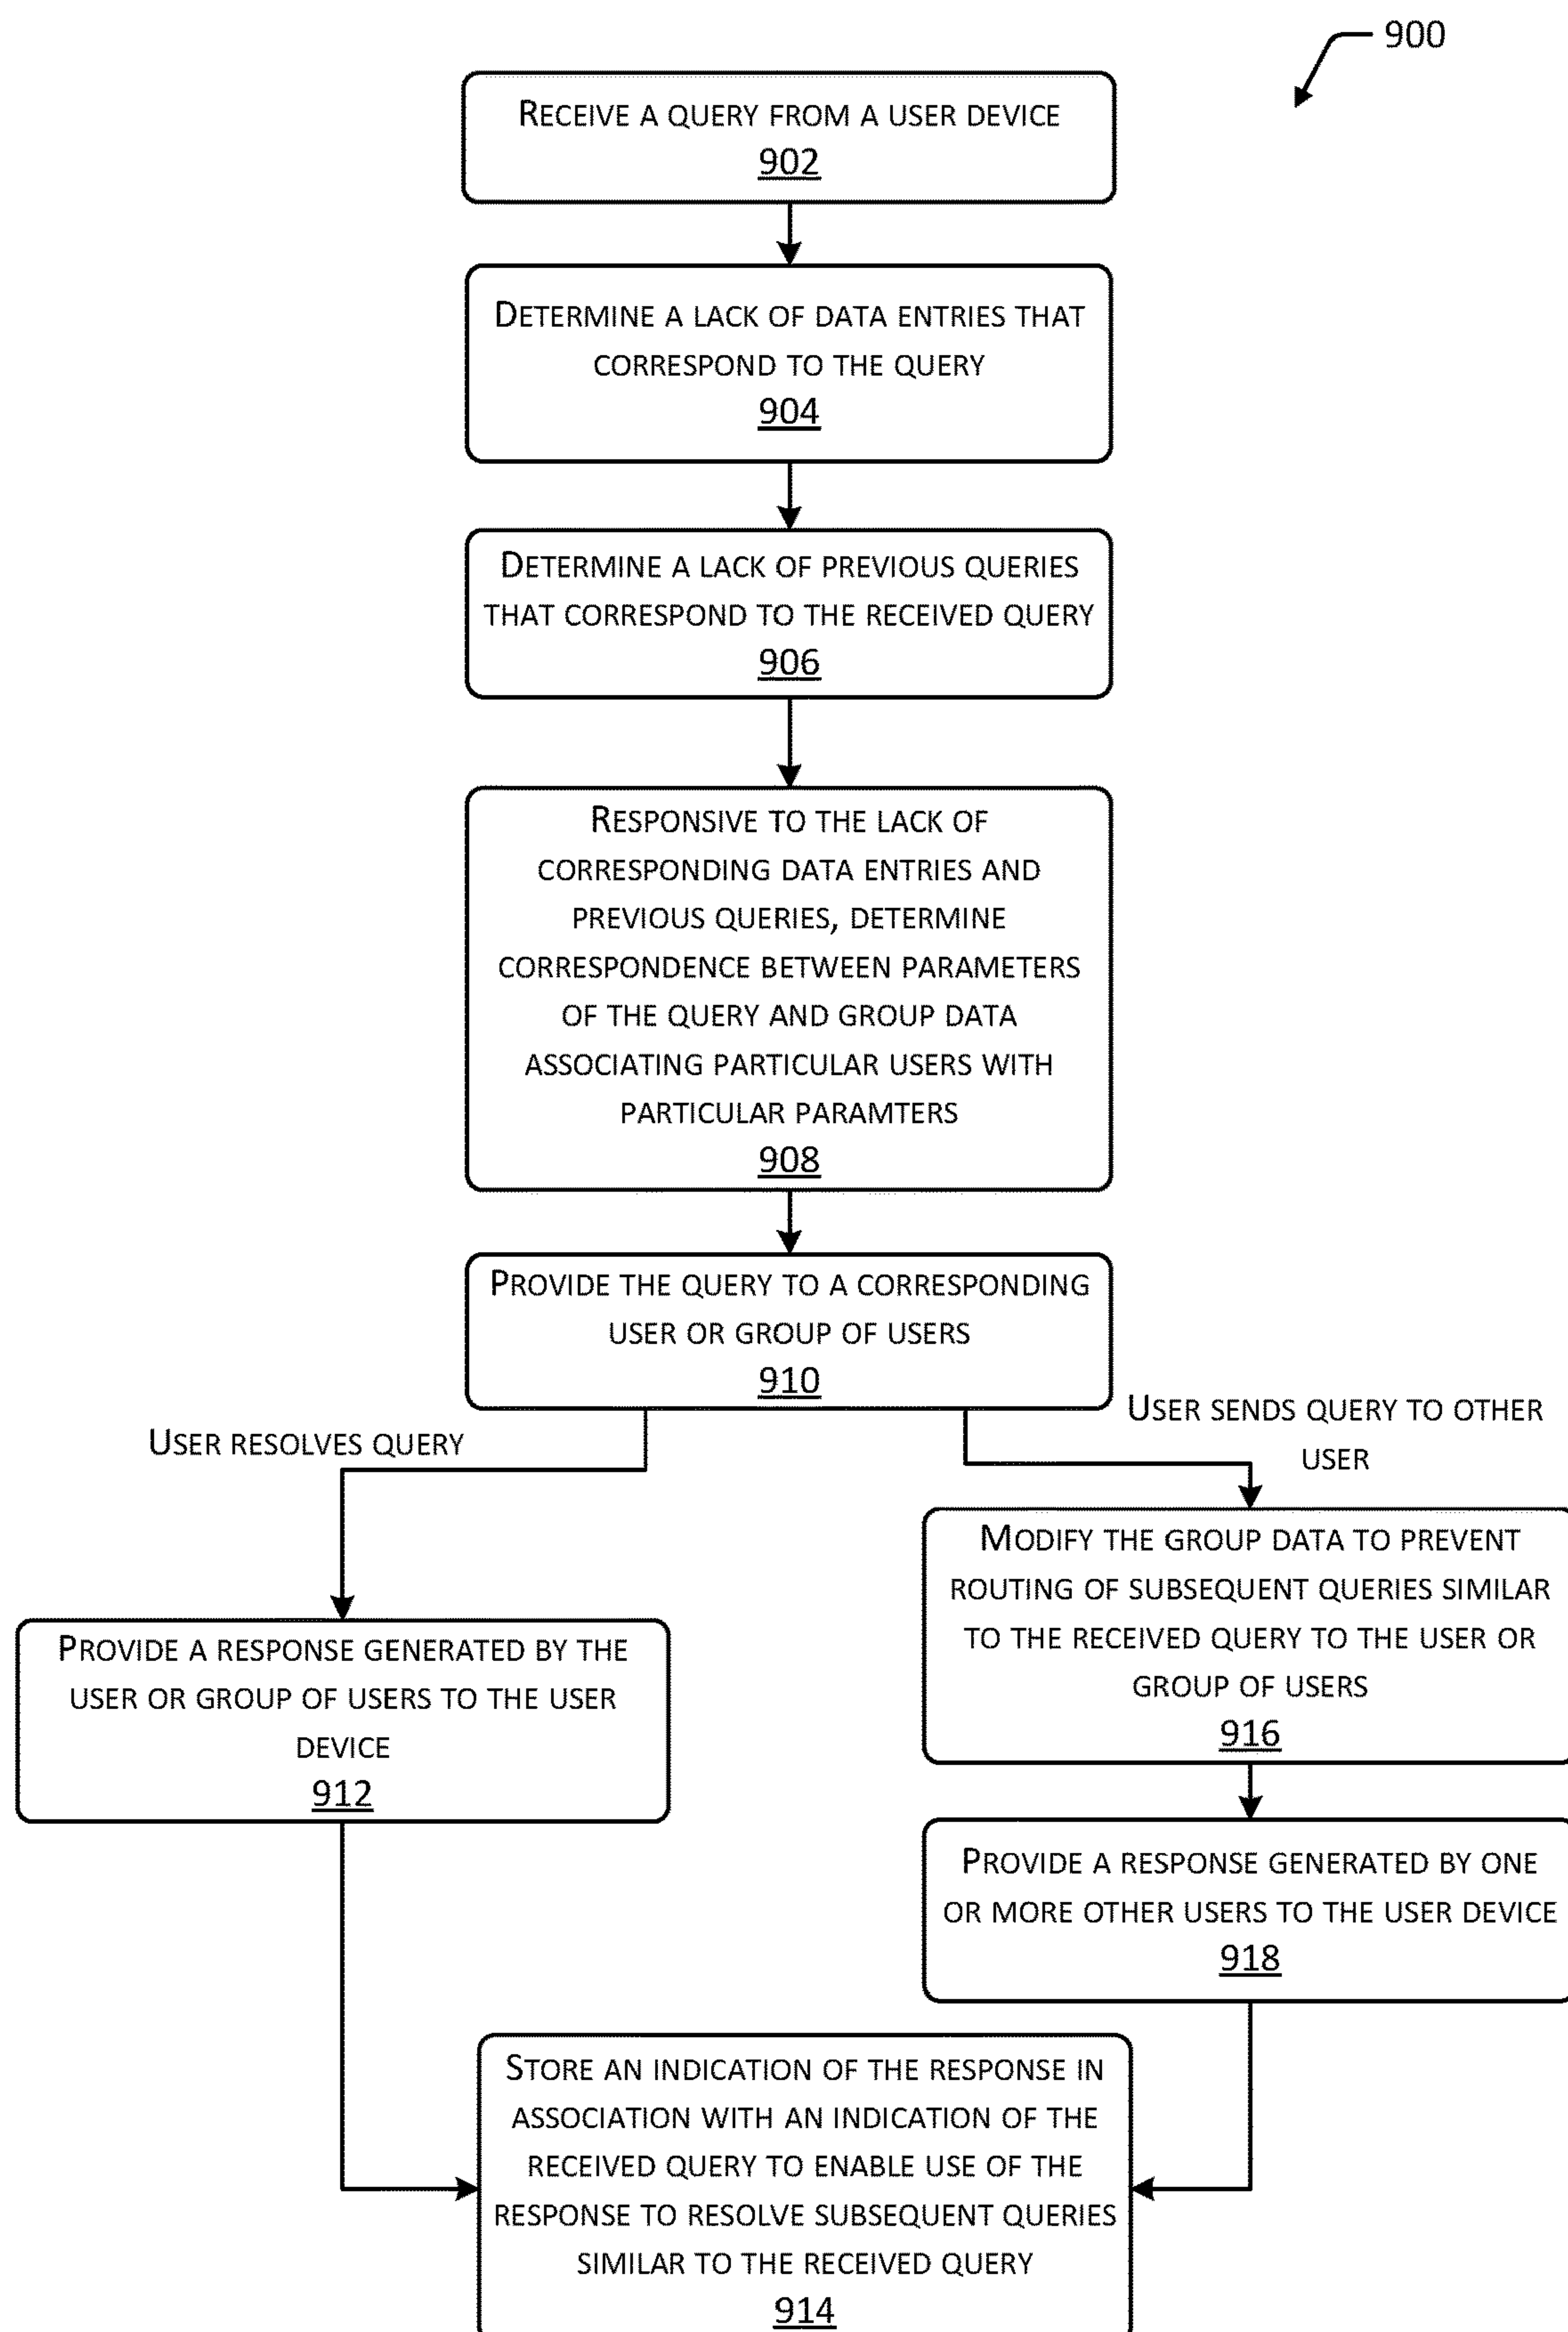 900
RECEIVE A QUERY FROM A USER DEVICE
902
DETERMINE A LACK OF DATA ENTRIES THAT
CORRESPOND TO THE QUERY
904
DETERMINE A LACK OF PREVIOUS QUERIES
THAT CORRESPOND TO THE RECEIVED QUERY
906
RESPONSIVE TO THE LACK OF
CORRESPONDING DATA ENTRIES AND
PREVIOUS QUERIES, DETERMINE
CORRESPONDENCE BETWEEN PARAMETERS
OF THE QUERY AND GROUP DATA
ASSOCIATING PARTICULAR USERS WITH
PARTICULAR PARAMTERS
908
PROVIDE THE QUERY TO A CORRESPONDING
USER OR GROUP OF USERS
910
USER RESOLVES QUERY
USER SENDS QUERY TO OTHER
USER
PROVIDE A RESPONSE GENERATED BY THE
USER OR GROUP OF USERS TO THE USER
DEVICE
912
MODIFY THE GROUP DATA TO PREVENT
ROUTING OF SUBSEQUENT QUERIES SIMILAR
TO THE RECEIVED QUERY TO THE USER OR
GROUP OF USERS
916
PROVIDE A RESPONSE GENERATED BY ONE
OR MORE OTHER USERS TO THE USER DEVICE
918
STORE AN INDICATION OF THE RESPONSE IN
ASSOCIATION WITH AN INDICATION OF THE
RECEIVED QUERY TO ENABLE USE OF THE
RESPONSE TO RESOLVE SUBSEQUENT QUERIES
SIMILAR TO THE RECEIVED QUERY
914